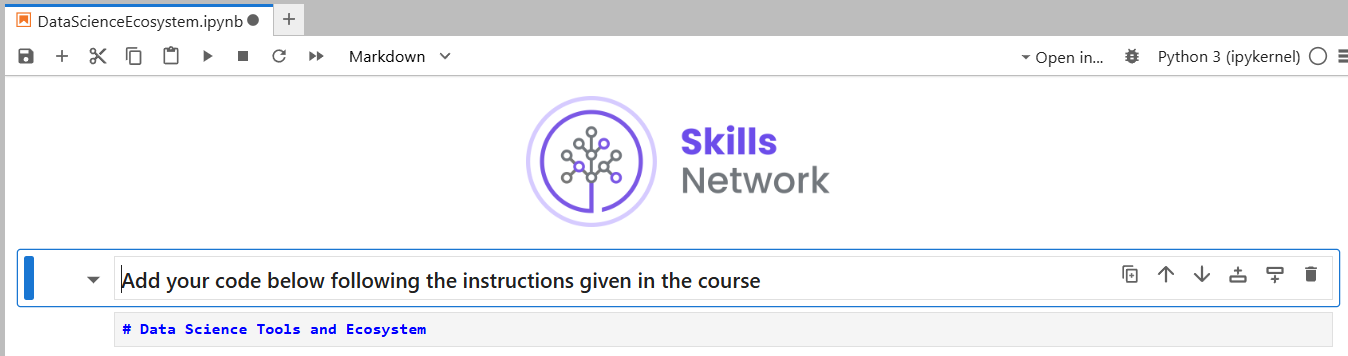 DataScienceEcosystem.ipynb
Markdown
Open in...
Python 3 (ipykernel)
Skills
Network
Add your code below following the instructions given in the course
# Data Science Tools and Ecosystem